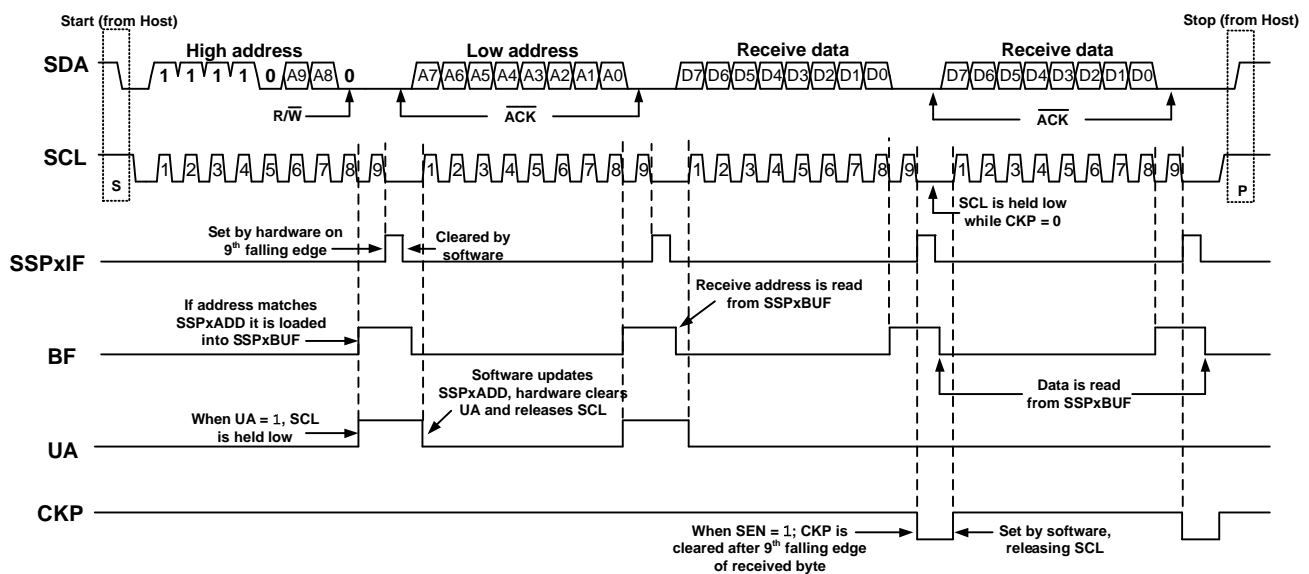 Start (from Host)
Stop (from Host)
High address
Low address
Receive data
Receive data
SDA
1 1 1 1 0 A9 A8 0
A7 A6 A5 A4 A3 A2 A1 A0
D7 D6 D5 D4 D3 D2 D1 D0
D7 D6 D5 D4 D3 D2 D1 D0
R/W
ACK
ACK
SCL
S
1 2 3 4 5 6 7 8 9
1 2 3 4 5 6 7 8 9
1 2 3 4 5 6 7 8 9
1 2 3 4 5 6 7 8 9
P
SCL is held low
while CKP = 0
Set by hardware on
9th falling edge
Cleared by
software
SSPxIF
Receive address is read
from SSPxBUF
If address matches
SSPxADD it is loaded
into SSPxBUF
BF
Software updates
SSPxADD, hardware clears
UA and releases SCL
Data is read
from SSPxBUF
When UA = 1, SCL
is held low
UA
CKP
When SEN = 1; CKP is
cleared after 9th falling edge
of received byte
Set by software,
releasing SCL